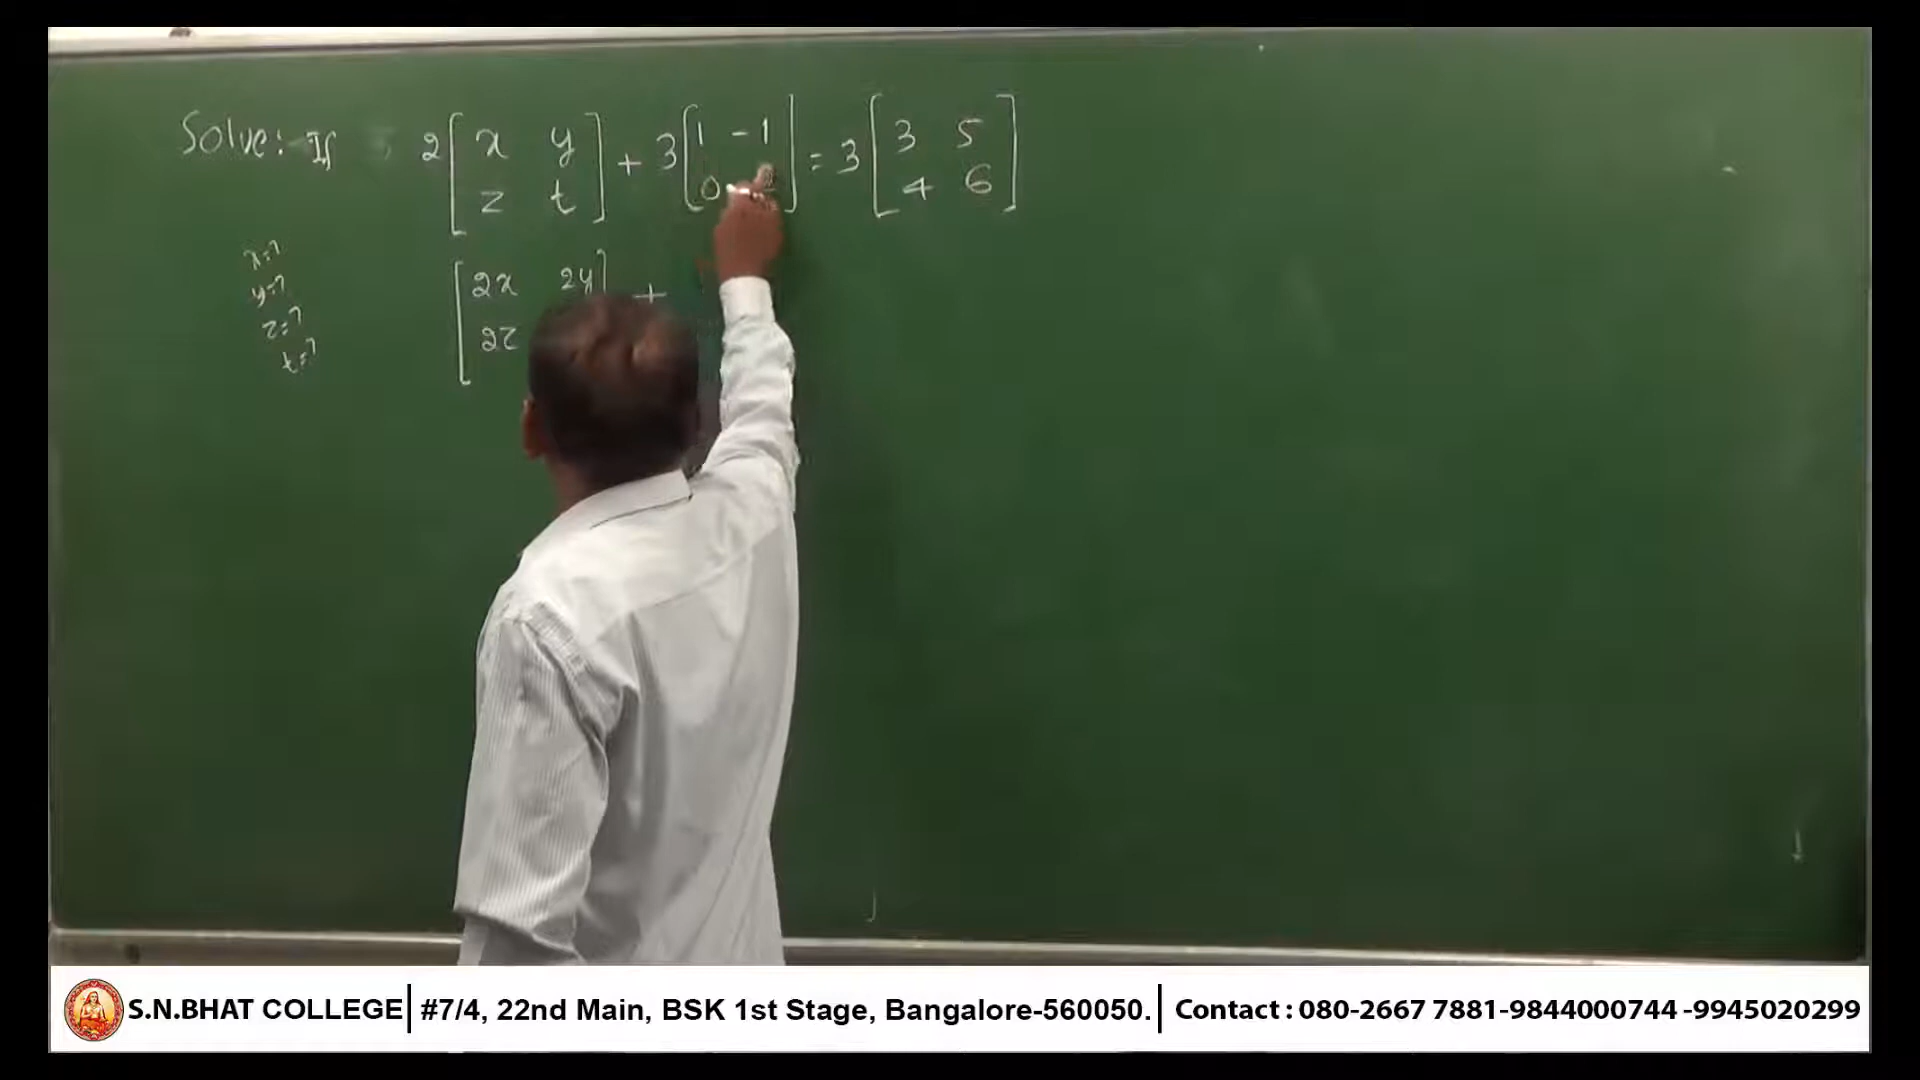 Solve:- If 2[x y] + 3[1 -1] = 3[3 5]
[z t] [0 2] [4 6]
x=?
y=?
z=?
t=?
[2x 2y] +
[2z
S.N.BHAT COLLEGE | #7/4, 22nd Main, BSK 1st Stage, Bangalore-560050. | Contact : 080-2667 7881-9844000744 -9945020299